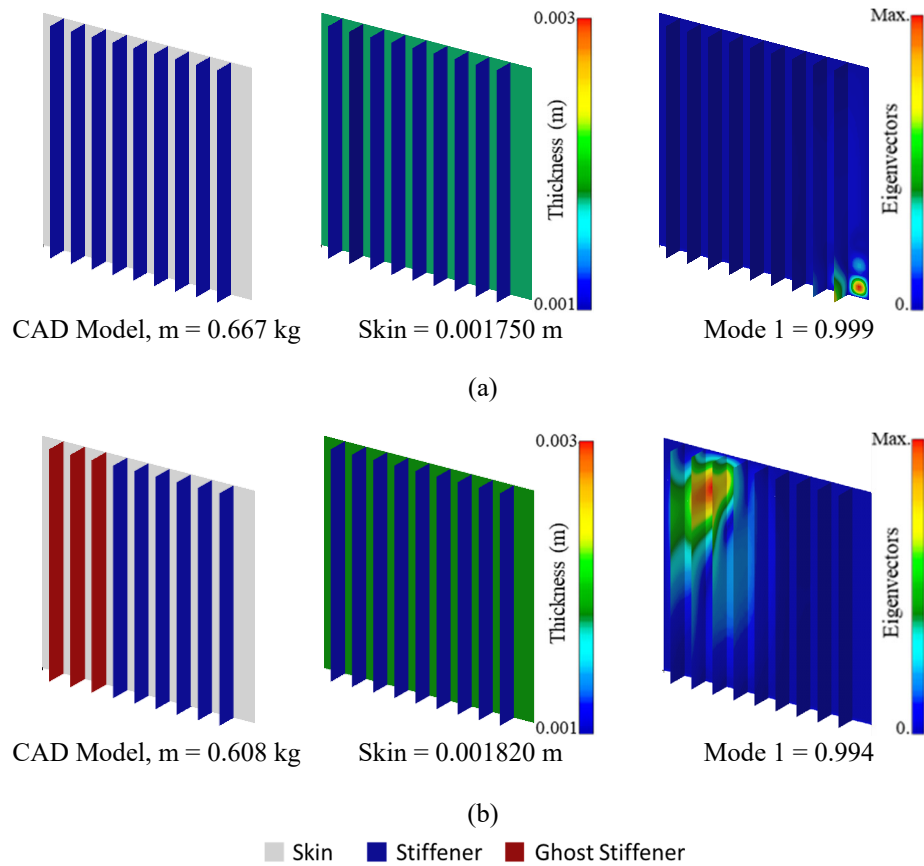 0.003
Thickness (m)
0.001
Max.
Eigenvectors
0.
CAD Model, m = 0.667 kg
Skin = 0.001750 m
Mode 1 = 0.999
(a)
0.003
Thickness (m)
0.001
Max.
Eigenvectors
0.
CAD Model, m = 0.608 kg
Skin = 0.001820 m
Mode 1 = 0.994
(b)
Skin Stiffener Ghost Stiffener